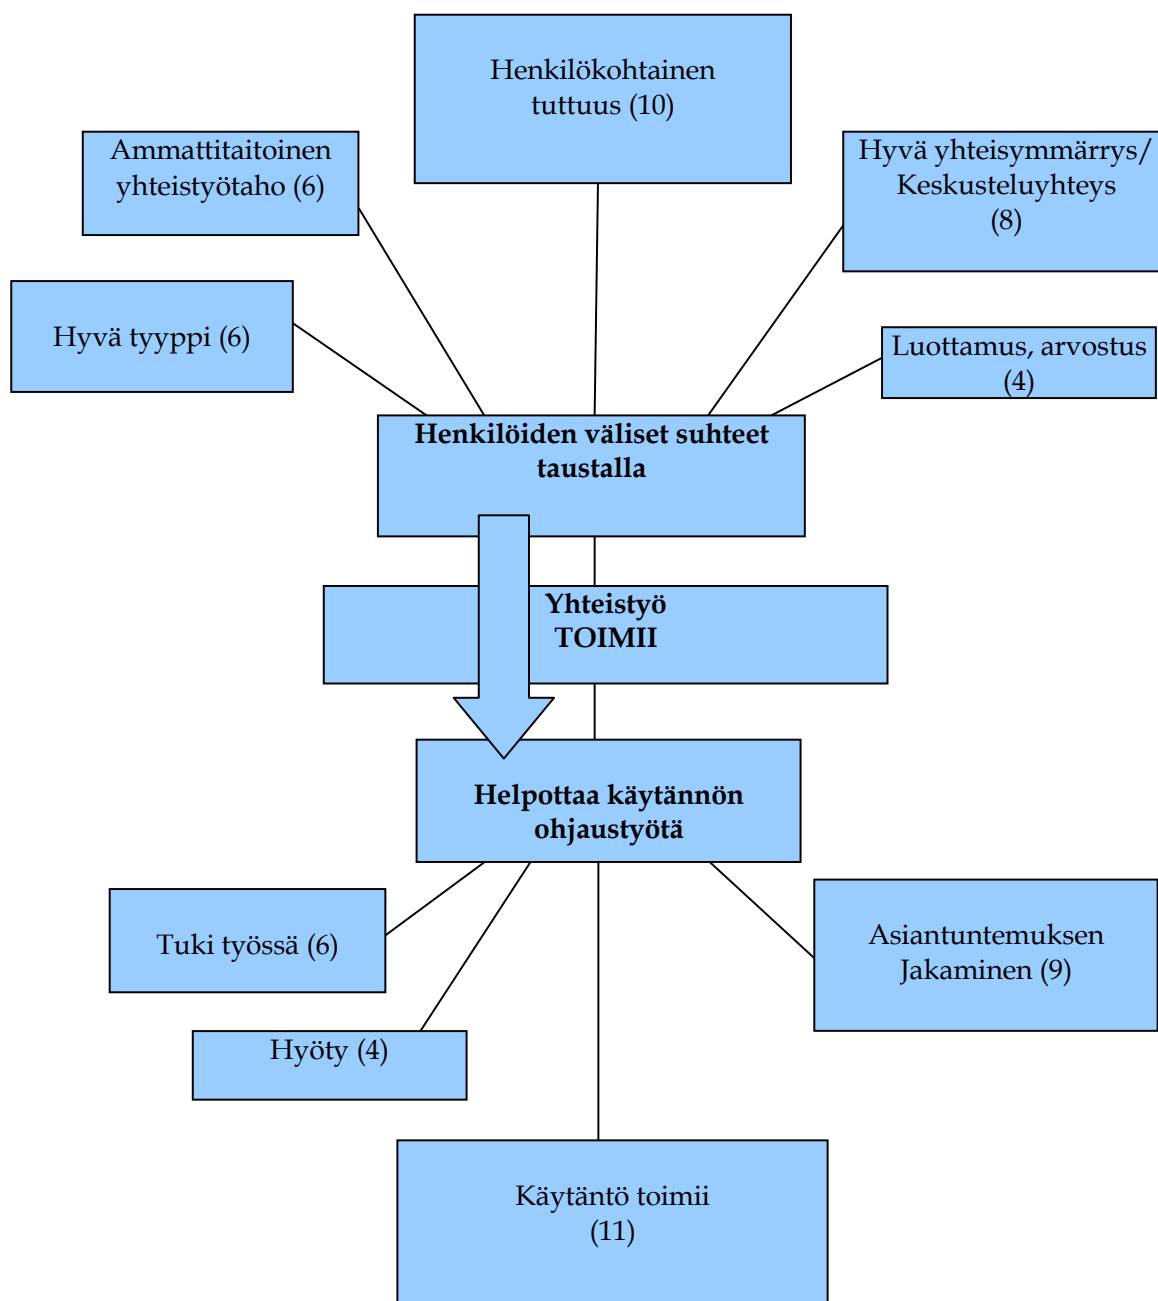 Henkilökohtainen
tuttuus (10)
Ammattitaitoinen
yhteistyötaho (6)
Hyvä yhteisymmärrys/
Keskusteluyhteys
(8)
Hyvä tyyppi (6)
Luottamus, arvostus
(4)
Henkilöiden väliset suhteet
taustalla
Yhteistyö
TOIMII
Helpottaa käytännön
ohjaustyötä
Tuki työssä (6)
Asiantuntemuksen
Jakaminen (9)
Hyöty (4)
Käytäntö toimii
(11)